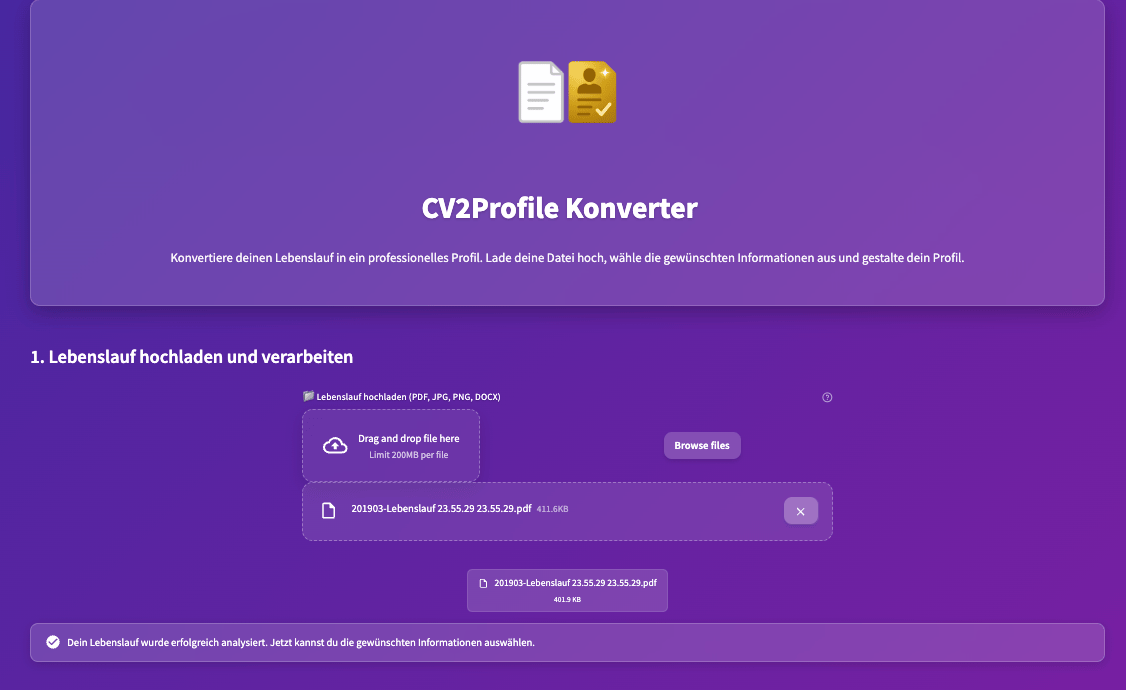 CV2Profile Konverter
Konvertiere deinen Lebenslauf in ein professionelles Profil. Lade deine Datei hoch, wähle die gewünschten Informationen aus und gestalte dein Profil.
1. Lebenslauf hochladen und verarbeiten
Lebenslauf hochladen (PDF, JPG, PNG, DOCX)
Drag and drop file here
Limit 200MB per file
Browse files
201903-Lebenslauf 23.55.29 23.55.29.pdf 411.6KB
201903-Lebenslauf 23.55.29 23.55.29.pdf
401.9 KB
Dein Lebenslauf wurde erfolgreich analysiert. Jetzt kannst du die gewünschten Informationen auswählen.